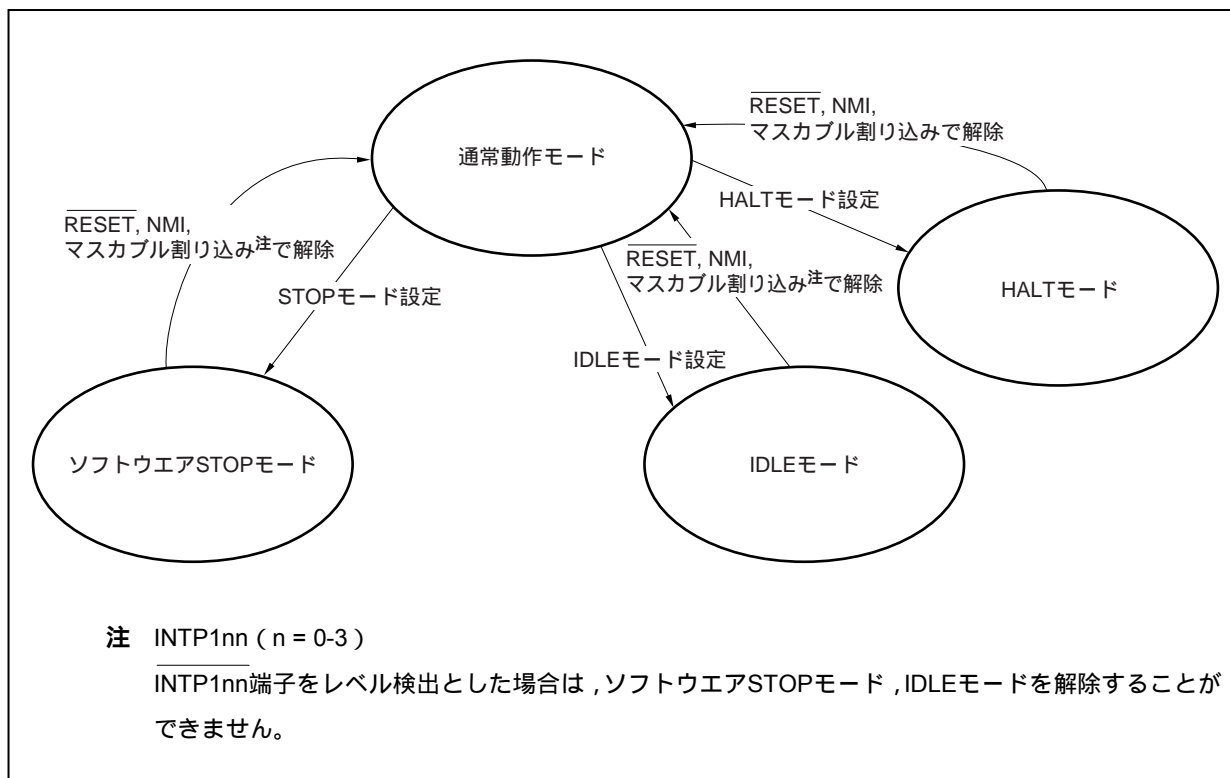 通常動作モード
RESET, NMI,
マスカブル割り込みで解除
HALTモード設定
HALTモード
RESET, NMI,
マスカブル割り込み注で解除
STOPモード設定
ソフトウエアSTOPモード
RESET, NMI,
マスカブル割り込み注で解除
IDLEモード設定
IDLEモード
注 INTP1nn（n = 0-3）
INTP1nn端子をレベル検出とした場合は，ソフトウエアSTOPモード，IDLEモードを解除することが
できません。